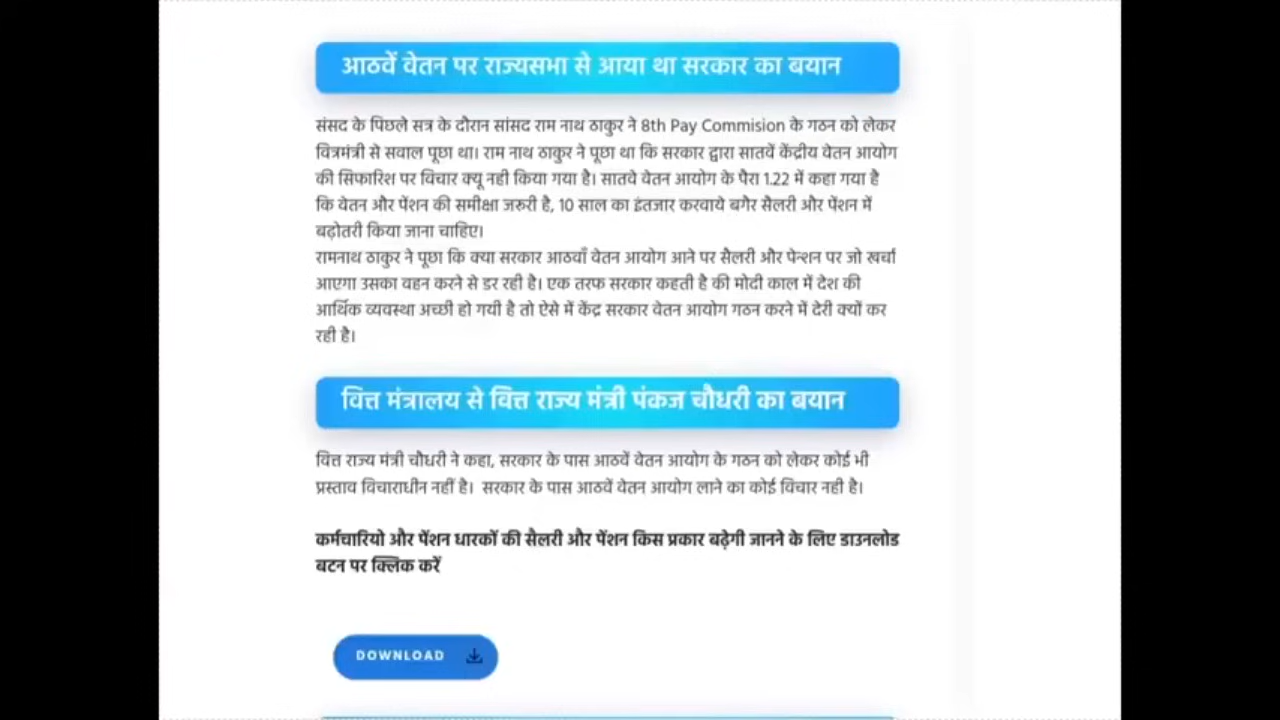 आठवें वेतन पर राज्यसभा से आया था सरकार का बयान
संसद के पिछले सत्र के दौरान सांसद राम नाथ ठाकुर ने 8th Pay Commision के गठन को लेकर
वित्रमंत्री से सवाल पूछा था। राम नाथ ठाकुर ने पूछा था कि सरकार द्वारा सातवें केंद्रीय वेतन आयोग
की सिफारिश पर विचार क्यू नही किया गया है। सातवे वेतन आयोग के पैरा 1.22 में कहा गया है
कि वेतन और पेंशन की समीक्षा जरूरी है, 10 साल का इंतजार करवाये बगैर सैलरी और पेंशन में
बढ़ोतरी किया जाना चाहिए।
रामनाथ ठाकुर ने पूछा कि क्या सरकार आठवाँ वेतन आयोग आने पर सैलरी और पेन्शन पर जो खर्चा
आएगा उसका वहन करने से डर रही है। एक तरफ सरकार कहती है की मोदी काल में देश की
आर्थिक व्यवस्था अच्छी हो गयी है तो ऐसे में केंद्र सरकार वेतन आयोग गठन करने में देरी क्यों कर
रही है।
वित्त मंत्रालय से वित्त राज्य मंत्री पंकज चौधरी का बयान
वित्त राज्य मंत्री चौधरी ने कहा, सरकार के पास आठवें वेतन आयोग के गठन को लेकर कोई भी
प्रस्ताव विचाराधीन नहीं है। सरकार के पास आठवें वेतन आयोग लाने का कोई विचार नही है।
कर्मचारियो और पेंशन धारकों की सैलरी और पेंशन किस प्रकार बढ़ेगी जानने के लिए डाउनलोड
बटन पर क्लिक करें
DOWNLOAD